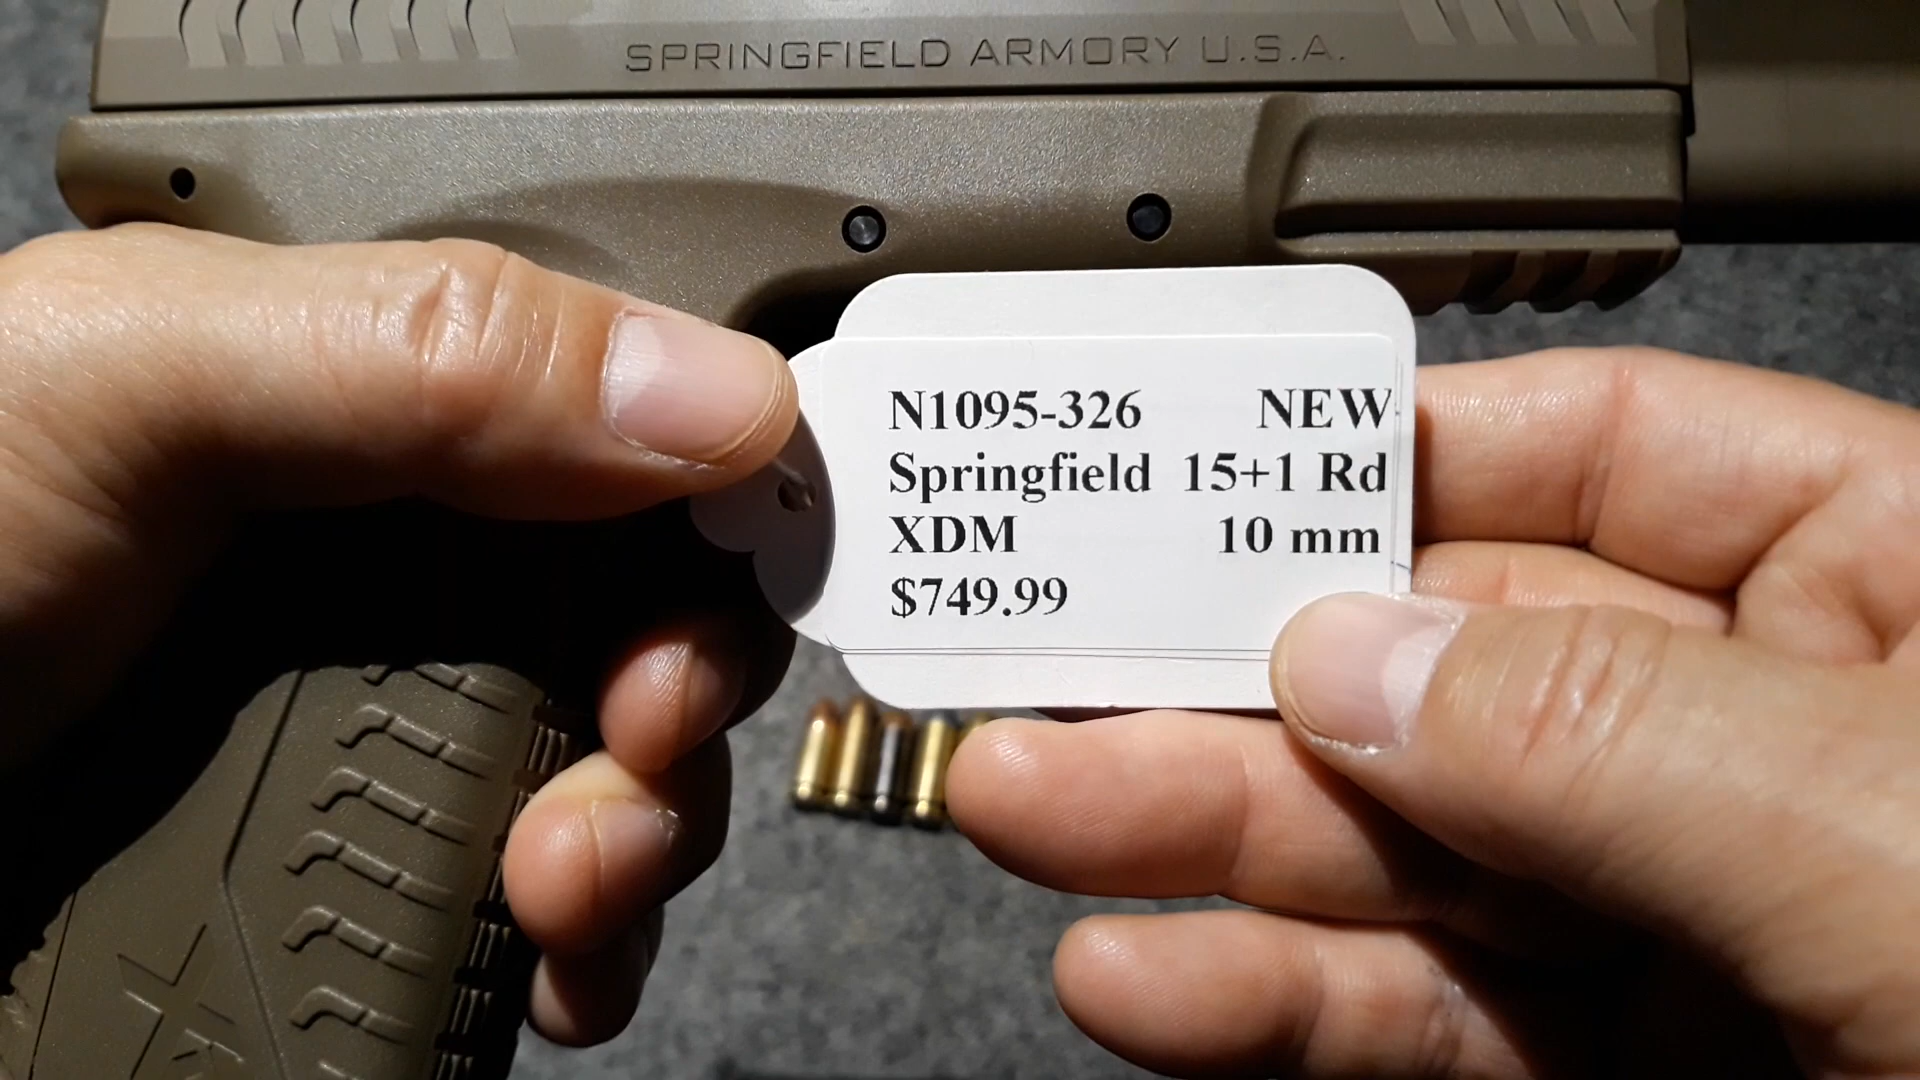 SPRINGFIELD ARMORY U.S.A.
N1095-326 NEW
Springfield 15+1 Rd
XDM 10 mm
$749.99